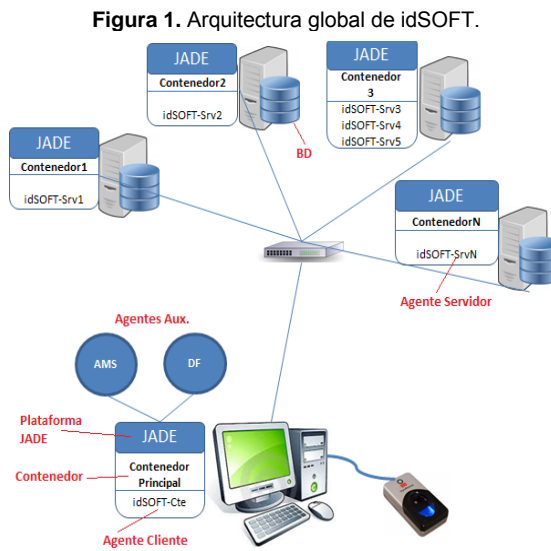 Figura 1. Arquitectura global de idSOFT.
JADE
Contenedor2
idSOFT-Srv2
JADE
Contenedor
3
idSOFT-Srv3
idSOFT-Srv4
idSOFT-Srv5
BD
JADE
Contenedor1
idSOFT-Srv1
JADE
ContenedorN
idSOFT-SrvN
Agente Servidor
Agentes Aux.
AMS
DF
Plataforma
JADE
JADE
Contenedor
Contenedor
Principal
idSOFT-Cte
Agente Cliente